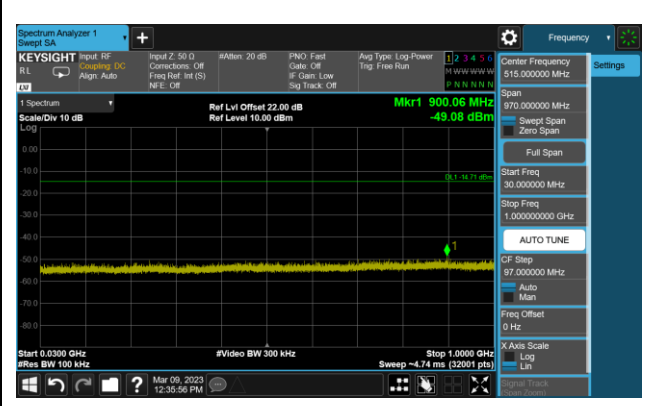 Spectrum Analyzer 1
Swept SA
+
Frequency
KEYSIGHT
RL
LXI
Input: RF
Coupling: DC
Align: Auto
Input Z: 50 Ω
Corrections: Off
Freq Ref: Int (S)
NFE: Off
#Atten: 20 dB
PNO: Fast
Gate: Off
IF Gain: Low
Sig Track: Off
Avg Type: Log-Power
Trig: Free Run
1 2 3 4 5 6
M W W W W W
P N N N N N
1 Spectrum
Scale/Div 10 dB
Log
Ref Lvl Offset 22.00 dB
Ref Level 10.00 dBm
Mkr1 900.06 MHz
-49.08 dBm
0.00
-10.0
-20.0
-30.0
-40.0
-50.0
-60.0
-70.0
-80.0
DL1 -14.71 dBm
1
Start 0.0300 GHz
#Res BW 100 kHz
#Video BW 300 kHz
Stop 1.0000 GHz
Sweep ~4.74 ms (32001 pts)
Mar 09, 2023
12:35:56 PM
?
Center Frequency
515.000000 MHz
Span
970.000000 MHz
Swept Span
Zero Span
Full Span
Start Freq
30.000000 MHz
Stop Freq
1.000000000 GHz
AUTO TUNE
CF Step
97.000000 MHz
Auto
Man
Freq Offset
0 Hz
X Axis Scale
Log
Lin
Signal Track
(Span Zoom)
Settings